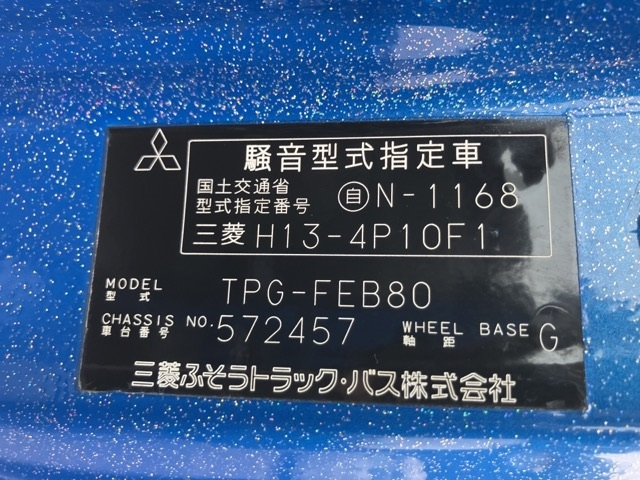 騒音型式指定車
国土交通省
型式指定番号 自N-1168
三菱 H13-4P10F1
MODEL
型式 TPG-FEB80
CHASSIS NO. 572457 WHEEL BASE G
車台番号 軸距
三菱ふそうトラック・バス株式会社